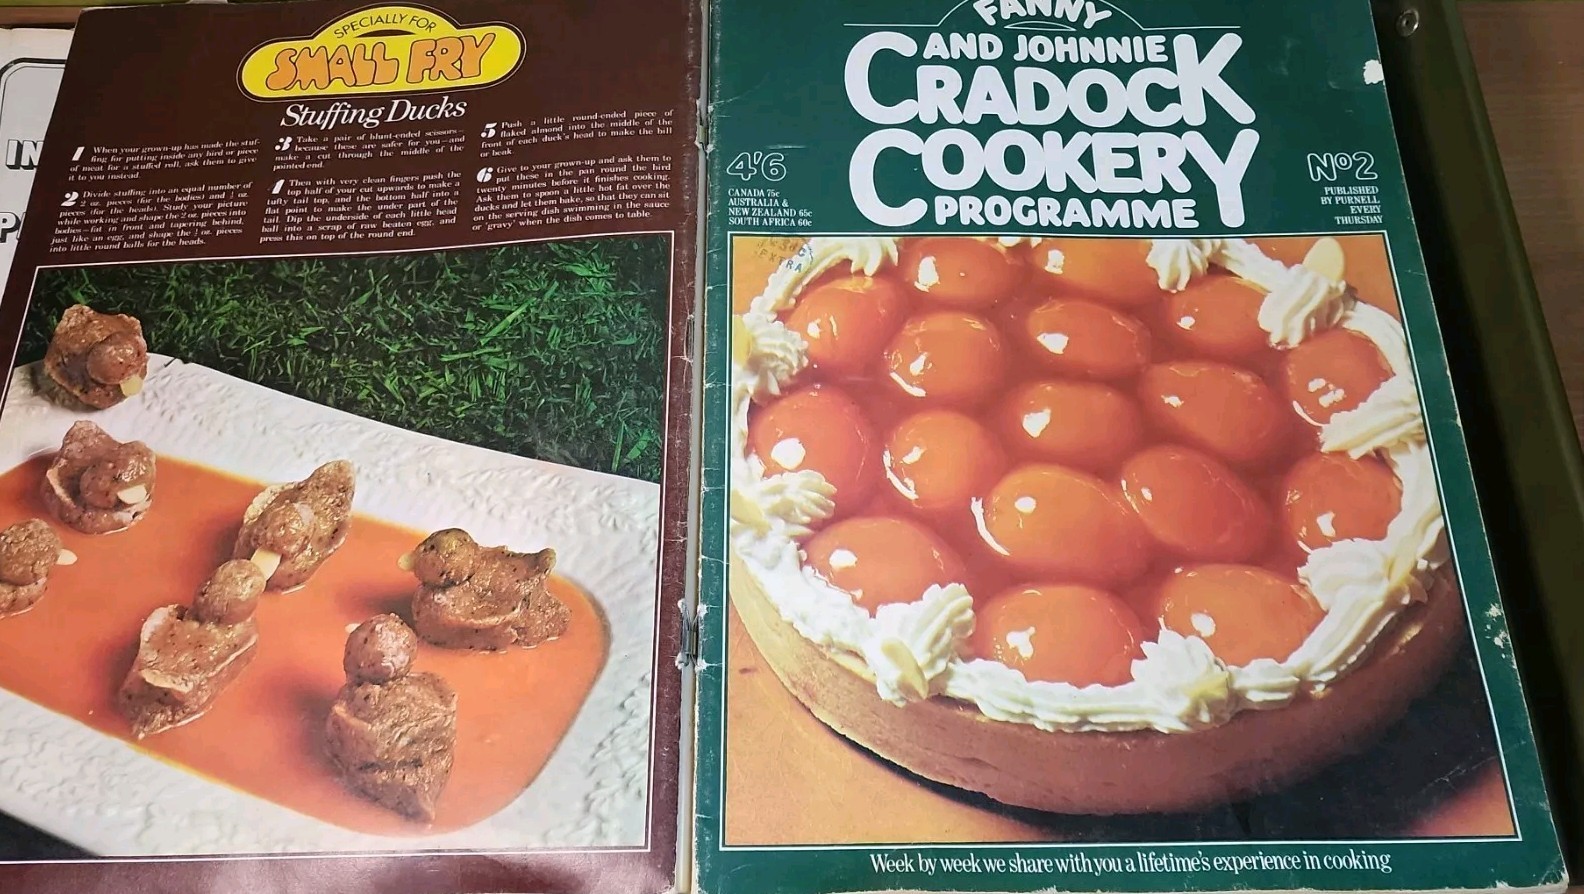 IN
P
SPECIALLY FOR
SMALL FRY
Stuffing Ducks
1 When your grown-up has made the stuf-
fing for putting inside any bird or piece
of meat for a stuffed roll, ask them to give
it to you instead.
2 Divide stuffing into an equal number of
2 oz. pieces (for the bodies) and ½ oz.
pieces (for the heads). Study your picture
while working and shape the 2 oz. pieces into
bodies—fat in front and tapering behind,
just like an egg, and shape the ½ oz. pieces
into little round balls for the heads.
3 Take a pair of blunt-ended scissors—
because these are safer for you—and
make a cut through the middle of the
pointed end.
4 Then with very clean fingers push the
top half of your cut upwards to make a
tufty tail top, and the bottom half into a
flat point to make the under part of the
tail. Dip the underside of each little head
ball into a scrap of raw beaten egg, and
press this on top of the round end.
5 Push a little round-ended piece of
flaked almond into the middle of the
front of each duck's head to make the bill
or beak.
6 Give to your grown-up and ask them to
put these in the pan round the bird
twenty minutes before it finishes cooking.
Ask them to spoon a little hot fat over the
ducks and let them bake, so that they can sit
on the serving dish swimming in the sauce
or 'gravy' when the dish comes to table.
FANNY
AND JOHNNIE
CRADOCK
COOKERY
PROGRAMME
4'6
CANADA 75c
AUSTRALIA &
NEW ZEALAND 65c
SOUTH AFRICA 60c
Nº2
PUBLISHED
BY PURNELL
EVERY
THURSDAY
EXTRA
Week by week we share with you a lifetime's experience in cooking